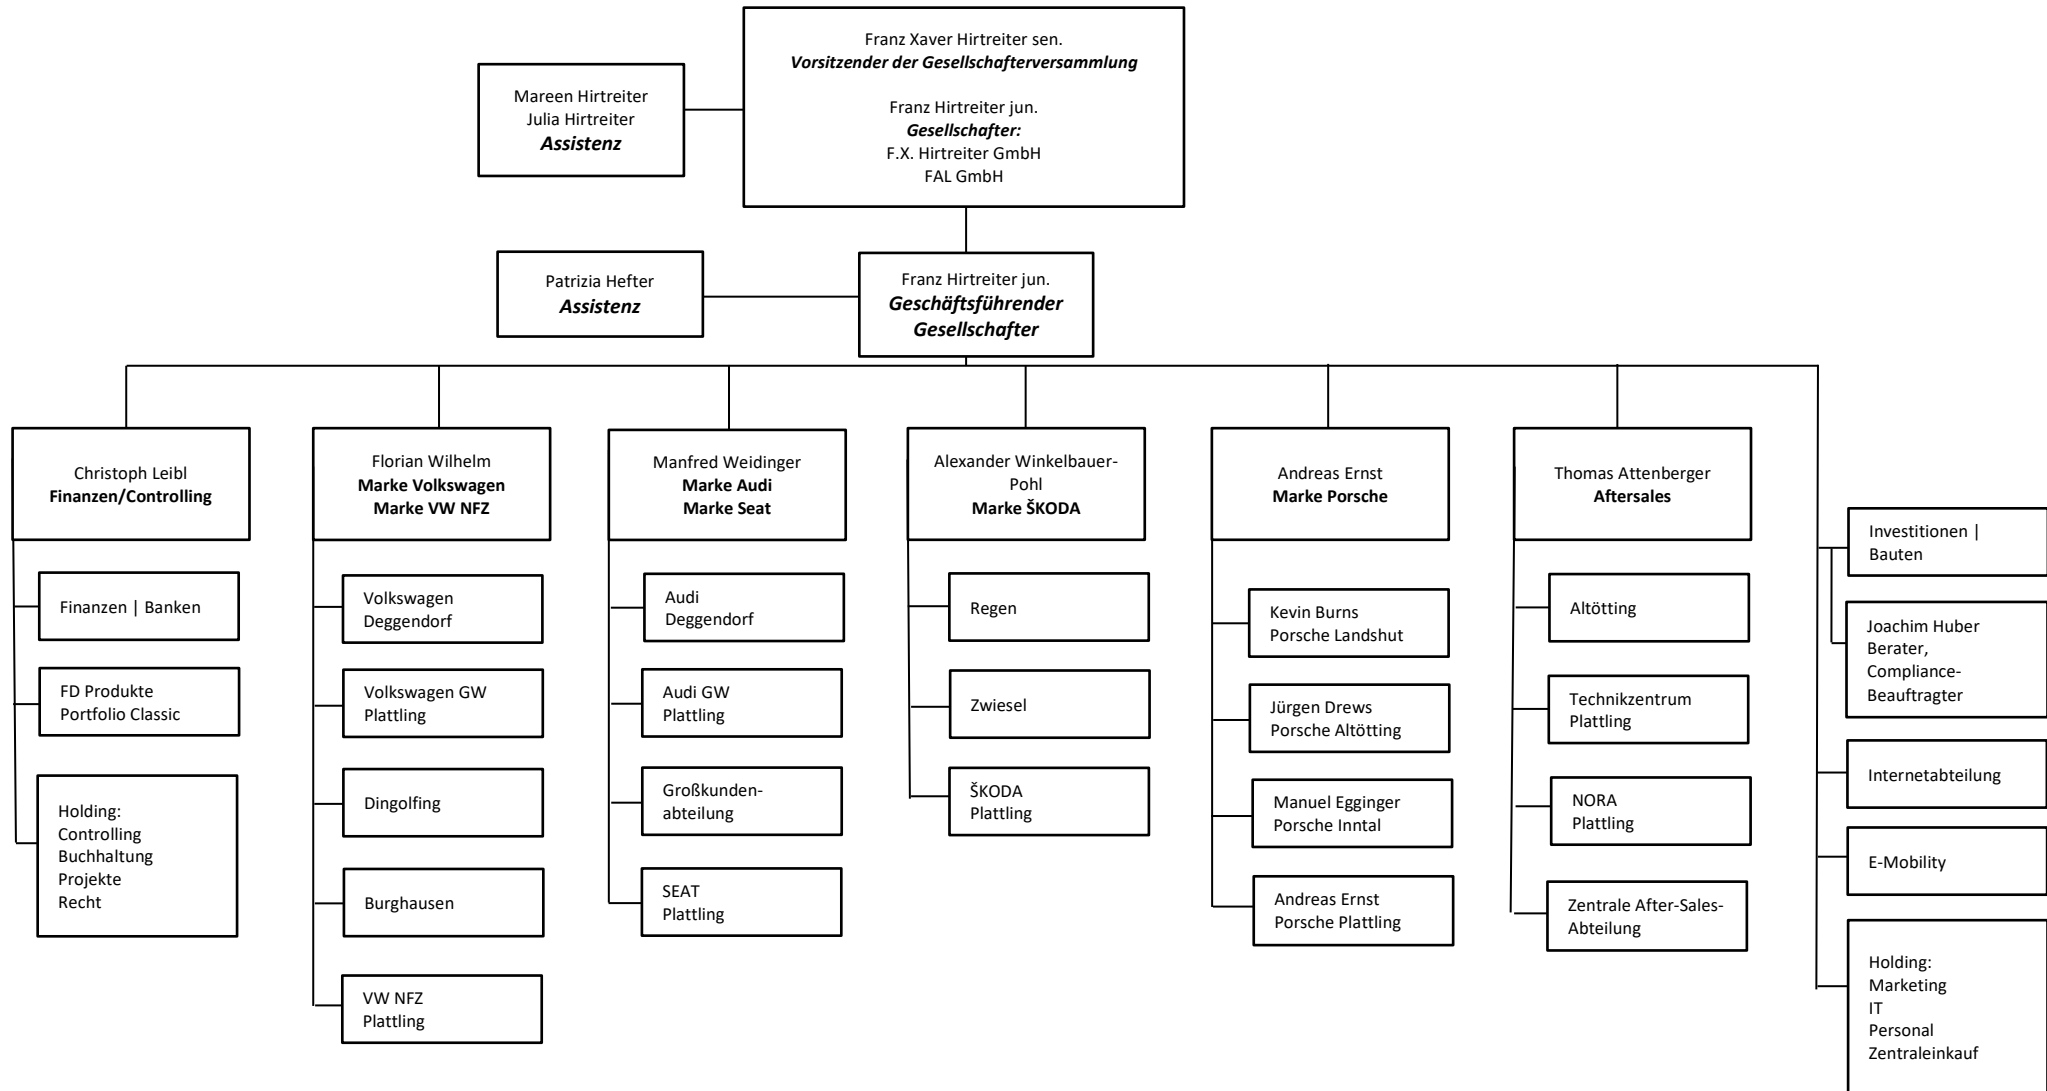 Franz Xaver Hirtreiter sen.
Vorsitzender der Gesellschafterversammlung
Franz Hirtreiter jun.
Gesellschafter:
F.X. Hirtreiter GmbH
FAL GmbH
Mareen Hirtreiter
Julia Hirtreiter
Assistenz
Patrizia Hefter
Assistenz
Franz Hirtreiter jun.
Geschäftsführender
Gesellschafter
Christoph Leibl
Finanzen/Controlling
Finanzen | Banken
FD Produkte
Portfolio Classic
Holding:
Controlling
Buchhaltung
Projekte
Recht
Florian Wilhelm
Marke Volkswagen
Marke VW NFZ
Volkswagen
Deggendorf
Volkswagen GW
Plattling
Dingolfing
Burghausen
VW NFZ
Plattling
Manfred Weidinger
Marke Audi
Marke Seat
Audi
Deggendorf
Audi GW
Plattling
Großkunden-
abteilung
SEAT
Plattling
Alexander Winkelbauer-
Pohl
Marke ŠKODA
Regen
Zwiesel
ŠKODA
Plattling
Andreas Ernst
Marke Porsche
Kevin Burns
Porsche Landshut
Jürgen Drews
Porsche Altötting
Manuel Egginger
Porsche Inntal
Andreas Ernst
Porsche Plattling
Thomas Attenberger
Aftersales
Altötting
Technikzentrum
Plattling
NORA
Plattling
Zentrale After-Sales-
Abteilung
Investitionen |
Bauten
Joachim Huber
Berater,
Compliance-
Beauftragter
Internetabteilung
E-Mobility
Holding:
Marketing
IT
Personal
Zentraleinkauf